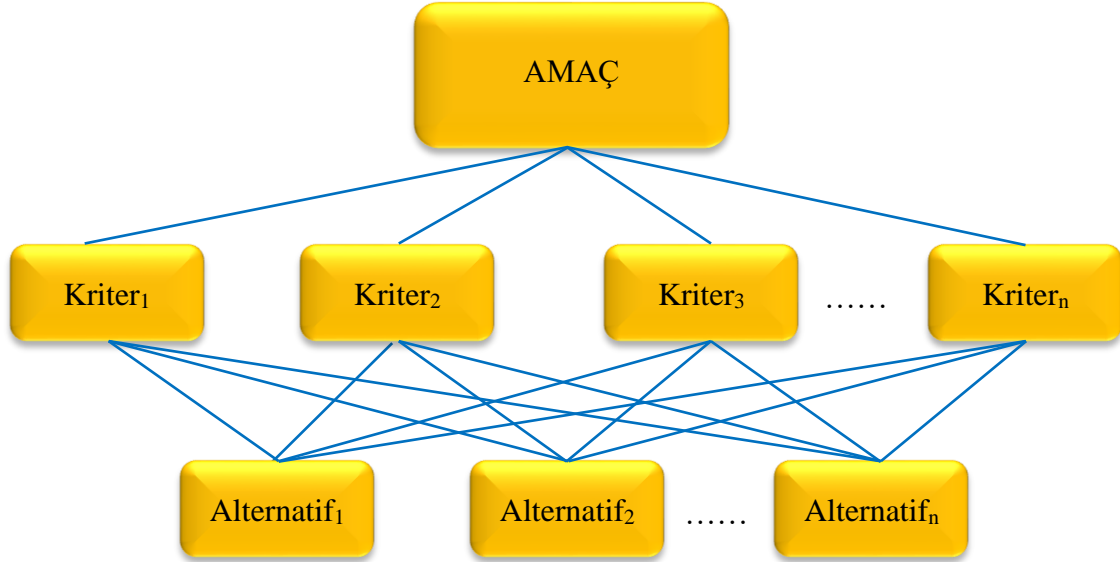 AMAÇ
Kriter₁ Kriter₂ Kriter₃ …… Kriterₙ
Alternatif₁ Alternatif₂ …… Alternatifₙ